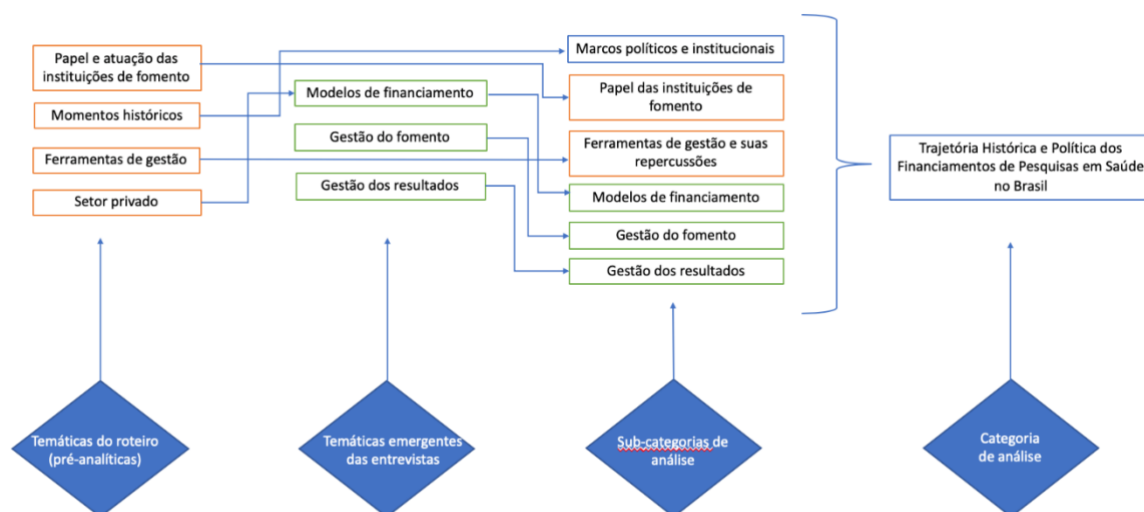 Papel e atuação das
instituições de fomento
Momentos históricos
Ferramentas de gestão
Setor privado
Modelos de financiamento
Gestão do fomento
Gestão dos resultados
Marcos políticos e institucionais
Papel das instituições de
fomento
Ferramentas de gestão e suas
repercussões
Modelos de financiamento
Gestão do fomento
Gestão dos resultados
Trajetória Histórica e Política dos
Financiamentos de Pesquisas em Saúde
no Brasil
Temáticas do roteiro
(pré-analíticas)
Temáticas emergentes
das entrevistas
Sub-categorias de
análise
Categoria
de análise